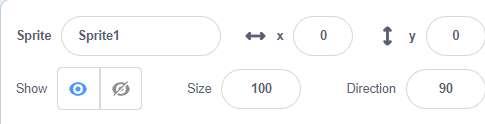 Sprite Sprite1 x 0 y 0
Show Size 100 Direction 90